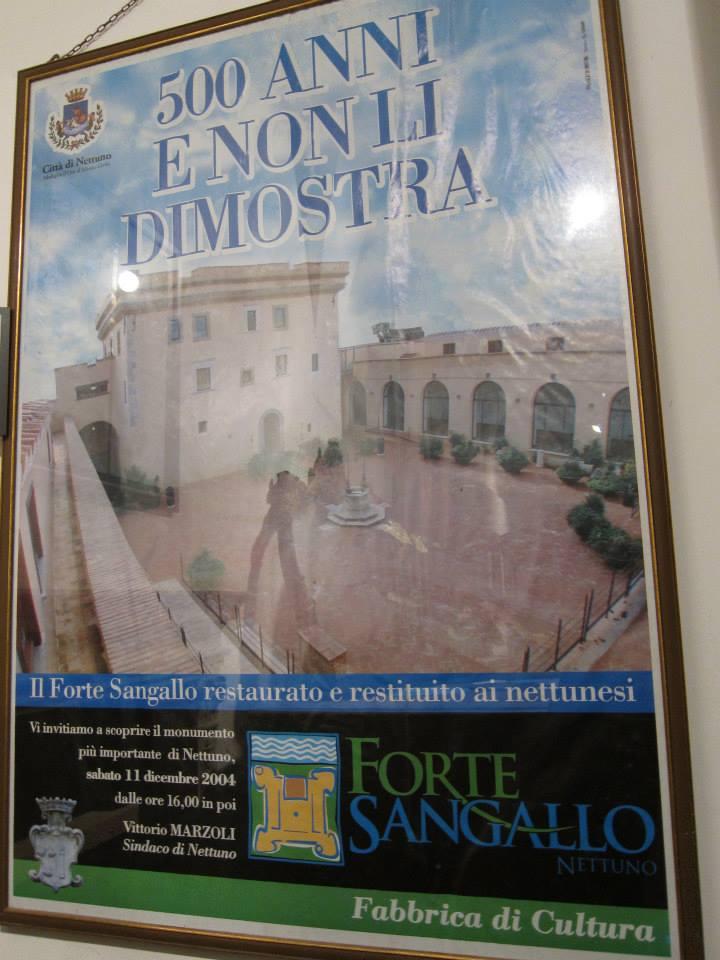 500 ANNI
E NON LI
DIMOSTRA
Città di Nettuno
Il Forte Sangallo restaurato e restituito ai nettunesi
Vi invitiamo a scoprire il monumento
più importante di Nettuno,
sabato 11 dicembre 2004
dalle ore 16,00 in poi
Vittorio MARZOLI
Sindaco di Nettuno
FORTE
SANGALLO
NETTUNO
Fabbrica di Cultura